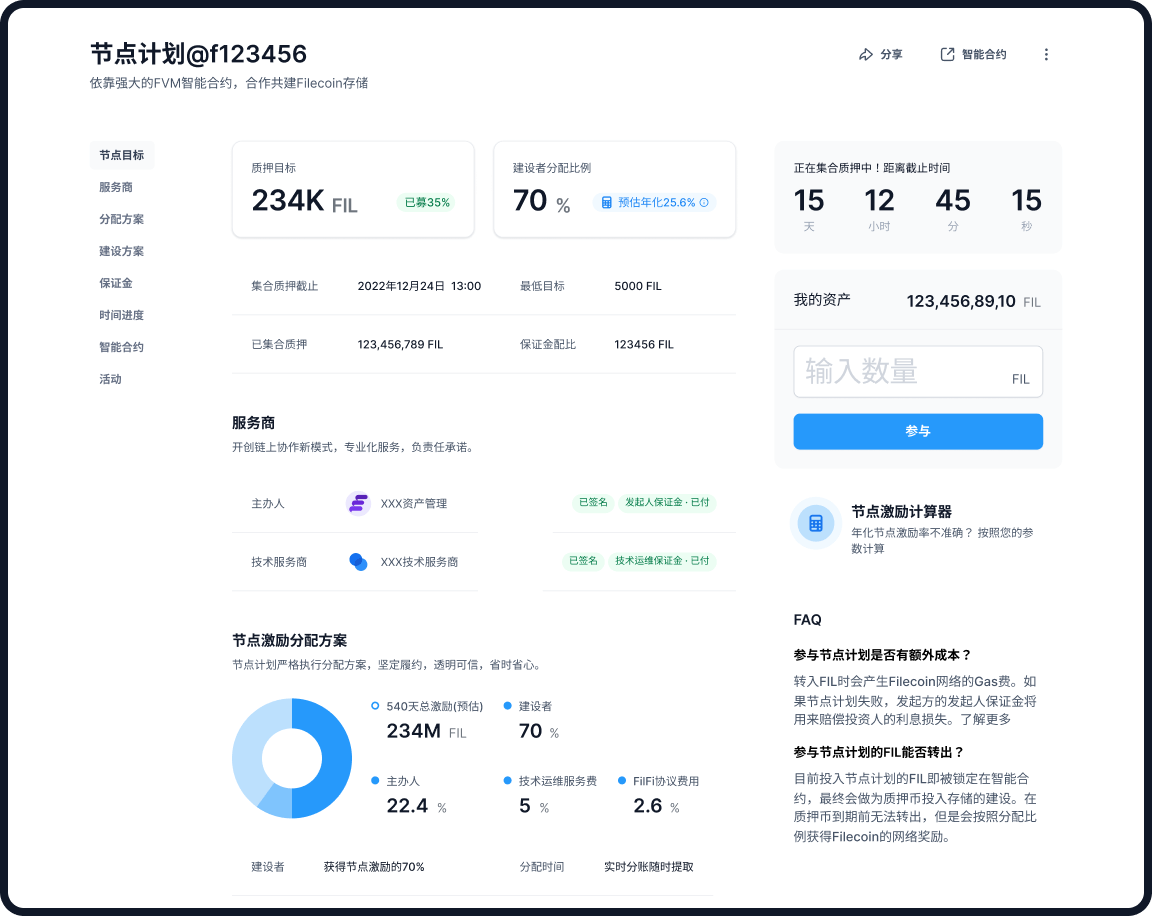 节点计划@f123456
依靠强大的FVM智能合约，合作共建Filecoin存储
分享
智能合约
节点目标
服务商
分配方案
建设方案
保证金
时间进度
智能合约
活动
质押目标
234K FIL
已募35%
建设者分配比例
70 %
预估年化25.6%
集合质押截止
2022年12月24日 13:00
最低目标
5000 FIL
已集合质押
123,456,789 FIL
保证金配比
123456 FIL
服务商
开创链上协作新模式，专业化服务，负责任承诺。
主办人
XXX资产管理
已签名
发起人保证金 · 已付
技术服务商
XXX技术服务商
已签名
技术运维保证金 · 已付
节点激励分配方案
节点计划严格执行分配方案，坚定履约，透明可信，省时省心。
540天总激励(预估)
234M FIL
建设者
70 %
主办人
22.4 %
技术运维服务费
5 %
FilFi协议费用
2.6 %
建设者
获得节点激励的70%
分配时间
实时分账随时提取
正在集合质押中！距离截止时间
15 12 45 15
天 小时 分 秒
我的资产
123,456,89,10 FIL
输入数量
FIL
参与
节点激励计算器
年化节点激励率不准确？ 按照您的参
数计算
FAQ
参与节点计划是否有额外成本？
转入FIL时会产生Filecoin网络的Gas费。如
果节点计划失败，发起方的发起人保证金将
用来赔偿投资人的利息损失。了解更多
参与节点计划的FIL能否转出？
目前投入节点计划的FIL即被锁定在智能合
约，最终会做为质押币投入存储的建设。在
质押币到期前无法转出，但是会按照分配比
例获得Filecoin的网络奖励。